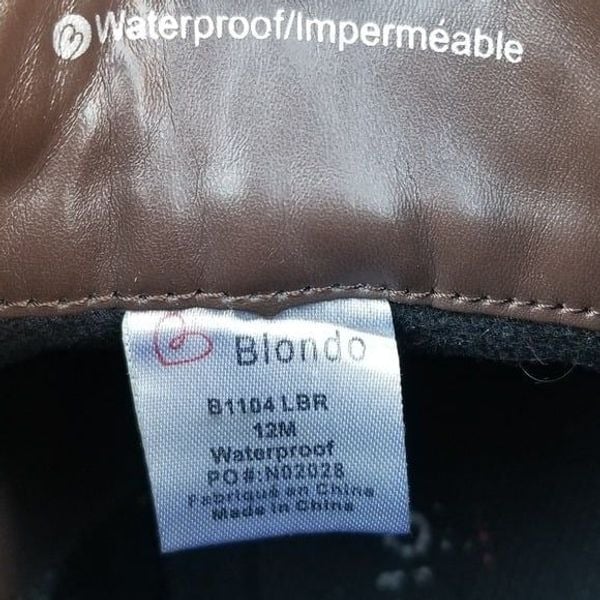 Waterproof/Imperméable
Blondo
B1104 LBR
12M
Waterproof
PO#:N02028
Fabriqué en Chine
Made in China